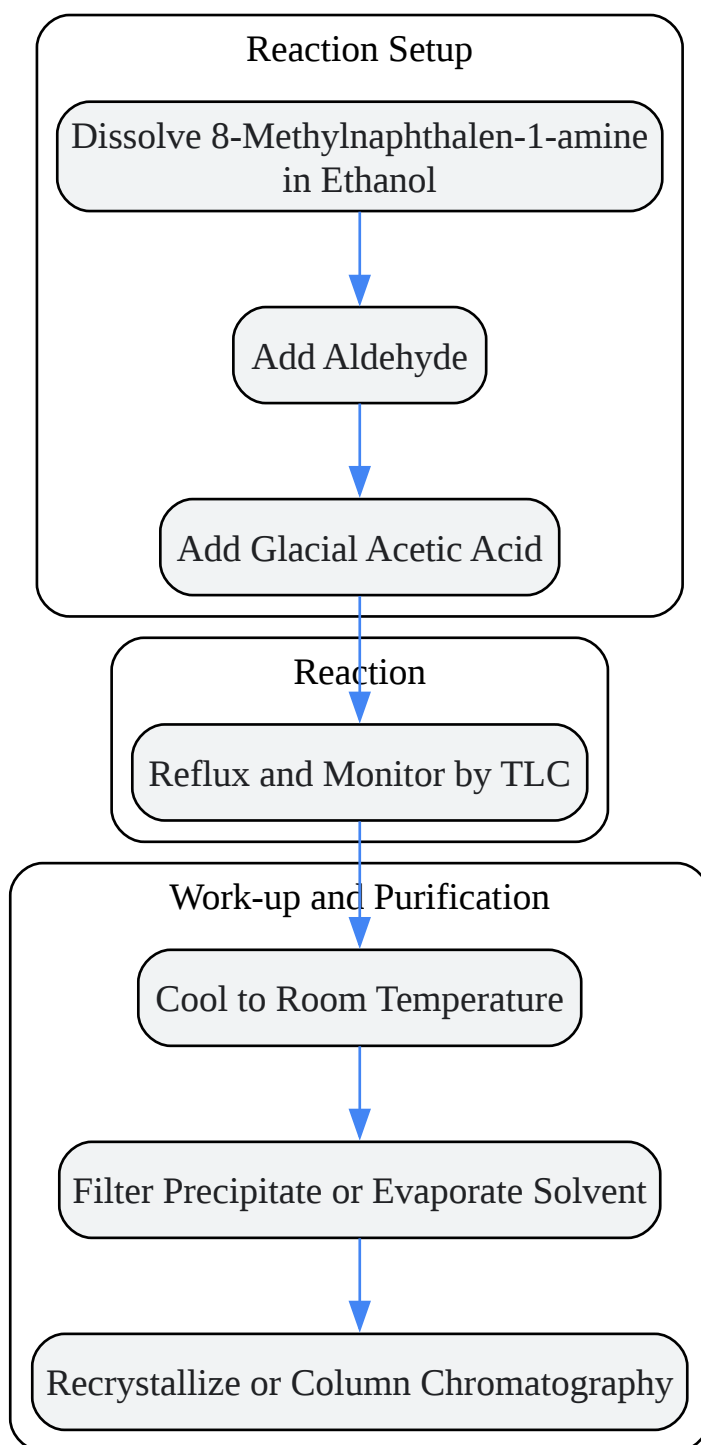 Reaction Setup
Dissolve 8-Methylnaphthalen-1-amine
in Ethanol
Add Aldehyde
Add Glacial Acetic Acid
Reaction
Reflux and Monitor by TLC
Work-up and Purification
Cool to Room Temperature
Filter Precipitate or Evaporate Solvent
Recrystallize or Column Chromatography